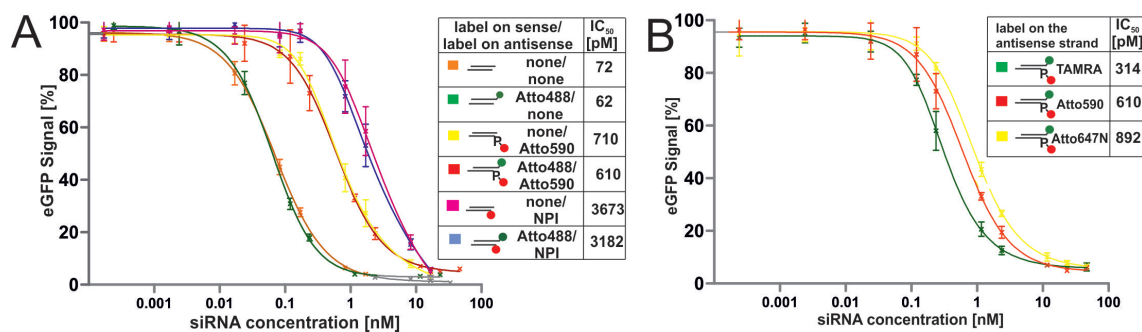 A
eGFP Signal [%]
100
80
60
40
20
0
0.001
0.01
0.1
1
10
100
siRNA concentration [nM]
label on sense/
label on antisense
IC50
[pM]
none/
none
72
Atto488/
none
62
none/
Atto590
P
710
Atto488/
Atto590
P
610
none/
NPI
3673
Atto488/
NPI
3182
B
eGFP Signal [%]
100
80
60
40
20
0
0.001
0.01
0.1
1
10
100
siRNA concentration [nM]
label on the
antisense strand
IC50
[pM]
P
TAMRA
314
P
Atto590
610
P
Atto647N
892